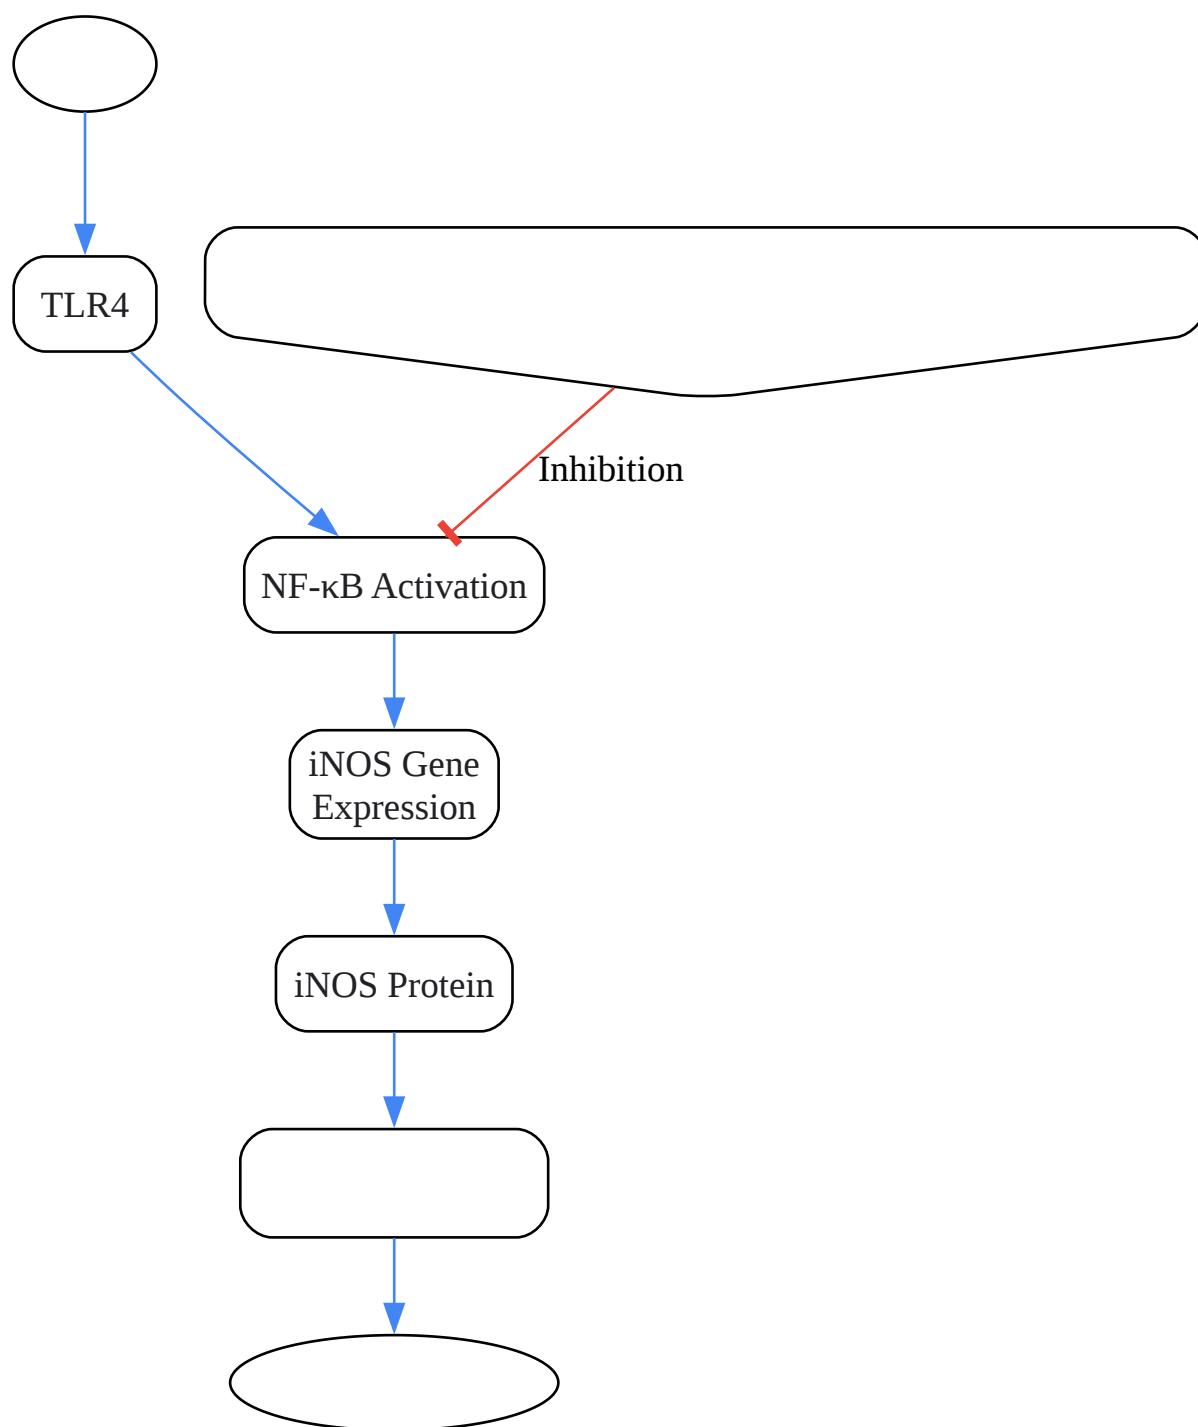 TLR4
Inhibition
NF-κB Activation
iNOS Gene
Expression
iNOS Protein